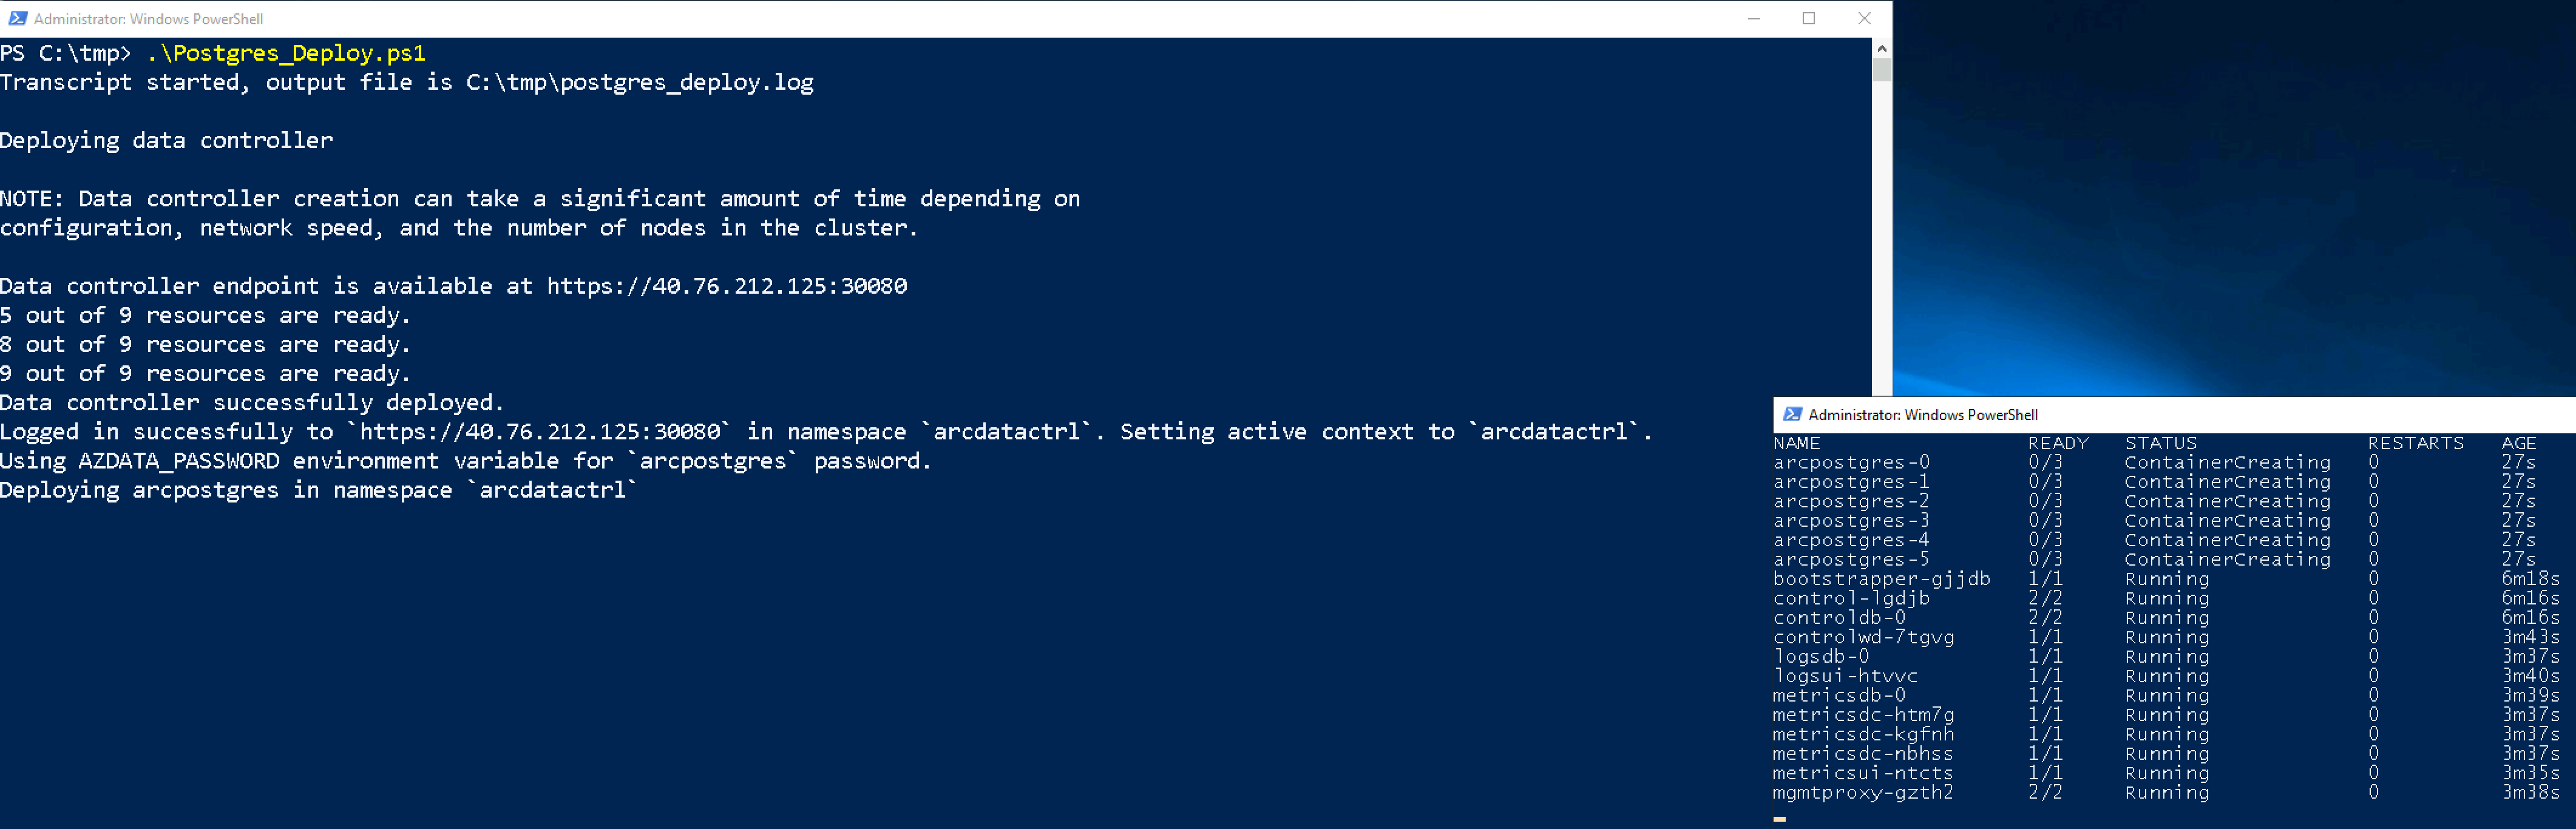 Administrator: Windows PowerShell
PS C:\tmp> .\Postgres_Deploy.ps1
Transcript started, output file is C:\tmp\postgres_deploy.log
Deploying data controller
NOTE: Data controller creation can take a significant amount of time depending on
configuration, network speed, and the number of nodes in the cluster.
Data controller endpoint is available at https://40.76.212.125:30080
5 out of 9 resources are ready.
8 out of 9 resources are ready.
9 out of 9 resources are ready.
Data controller successfully deployed.
Logged in successfully to `https://40.76.212.125:30080` in namespace `arcdatactrl`. Setting active context to `arcdatactrl`.
Using AZDATA_PASSWORD environment variable for `arcpostgres` password.
Deploying arcpostgres in namespace `arcdatactrl`
Administrator: Windows PowerShell
NAME READY STATUS RESTARTS AGE
arcpostgres-0 0/3 ContainerCreating 0 27s
arcpostgres-1 0/3 ContainerCreating 0 27s
arcpostgres-2 0/3 ContainerCreating 0 27s
arcpostgres-3 0/3 ContainerCreating 0 27s
arcpostgres-4 0/3 ContainerCreating 0 27s
arcpostgres-5 0/3 ContainerCreating 0 27s
bootstrapper-gjjdb 1/1 Running 0 6m18s
control-lgdjb 2/2 Running 0 6m16s
controldb-0 2/2 Running 0 6m16s
controlwd-7tgvg 1/1 Running 0 3m43s
logsdb-0 1/1 Running 0 3m37s
logsui-htvvc 1/1 Running 0 3m40s
metricsdb-0 1/1 Running 0 3m39s
metricsdc-htm7g 1/1 Running 0 3m37s
metricsdc-kgfnh 1/1 Running 0 3m37s
metricsdc-nbhss 1/1 Running 0 3m37s
metricsui-ntcts 1/1 Running 0 3m35s
mgmtproxy-gzth2 2/2 Running 0 3m38s